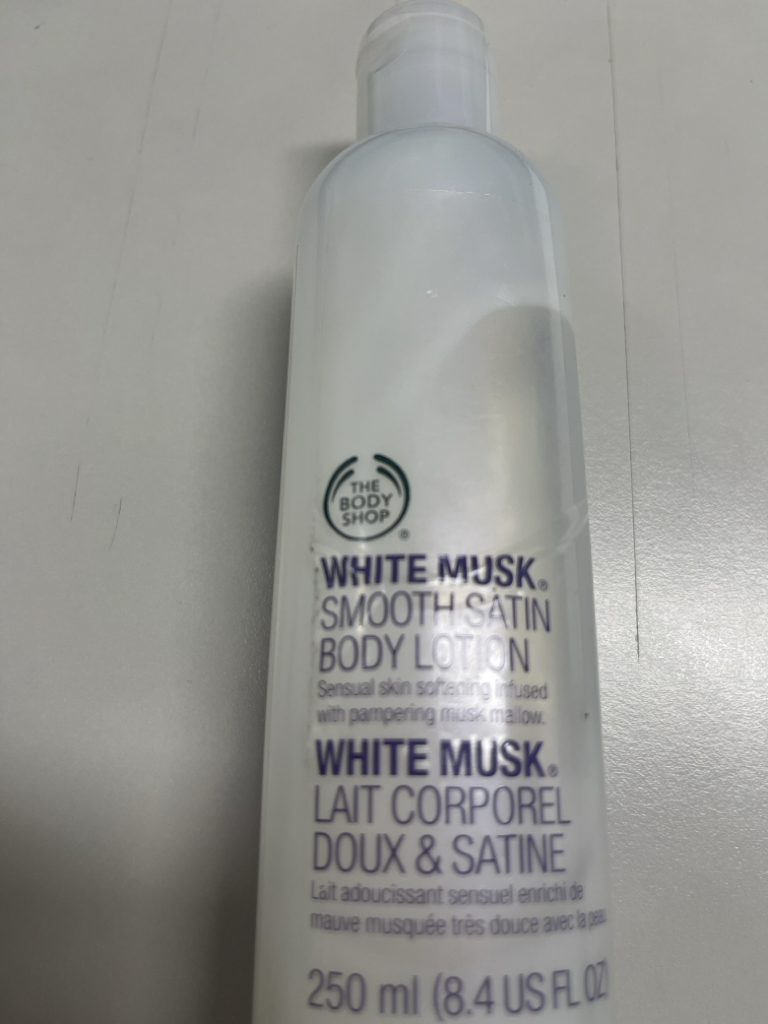 THE
BODY
SHOP
®
WHITE MUSK®
SMOOTH SATIN
BODY LOTION
Sensual skin softening infused
with pampering musk mallow.
WHITE MUSK®
LAIT CORPOREL
DOUX & SATINE
Lait adoucissant sensuel enrichi de
mauve musquée très douce avec la peau
250 ml (8.4 US FL OZ)